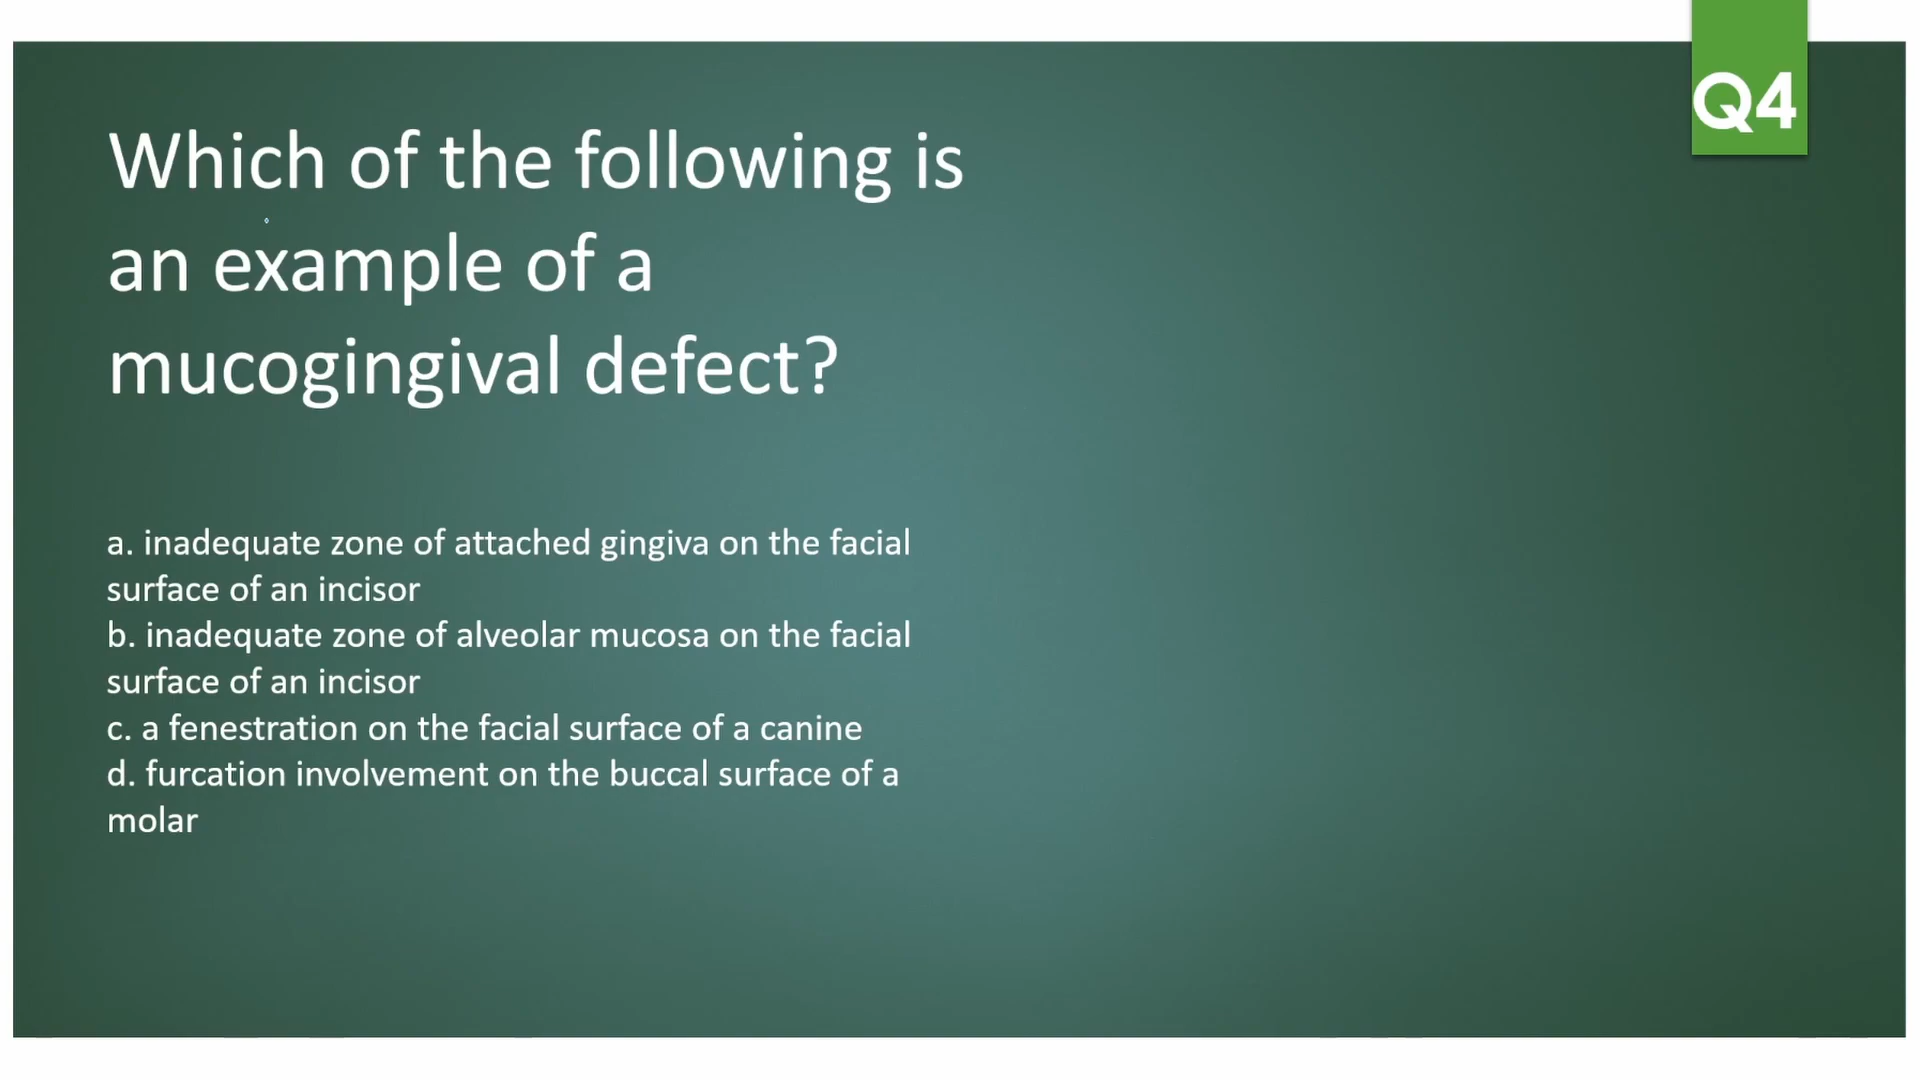 Q4
Which of the following is
an example of a
mucogingival defect?
a. inadequate zone of attached gingiva on the facial
surface of an incisor
b. inadequate zone of alveolar mucosa on the facial
surface of an incisor
c. a fenestration on the facial surface of a canine
d. furcation involvement on the buccal surface of a
molar